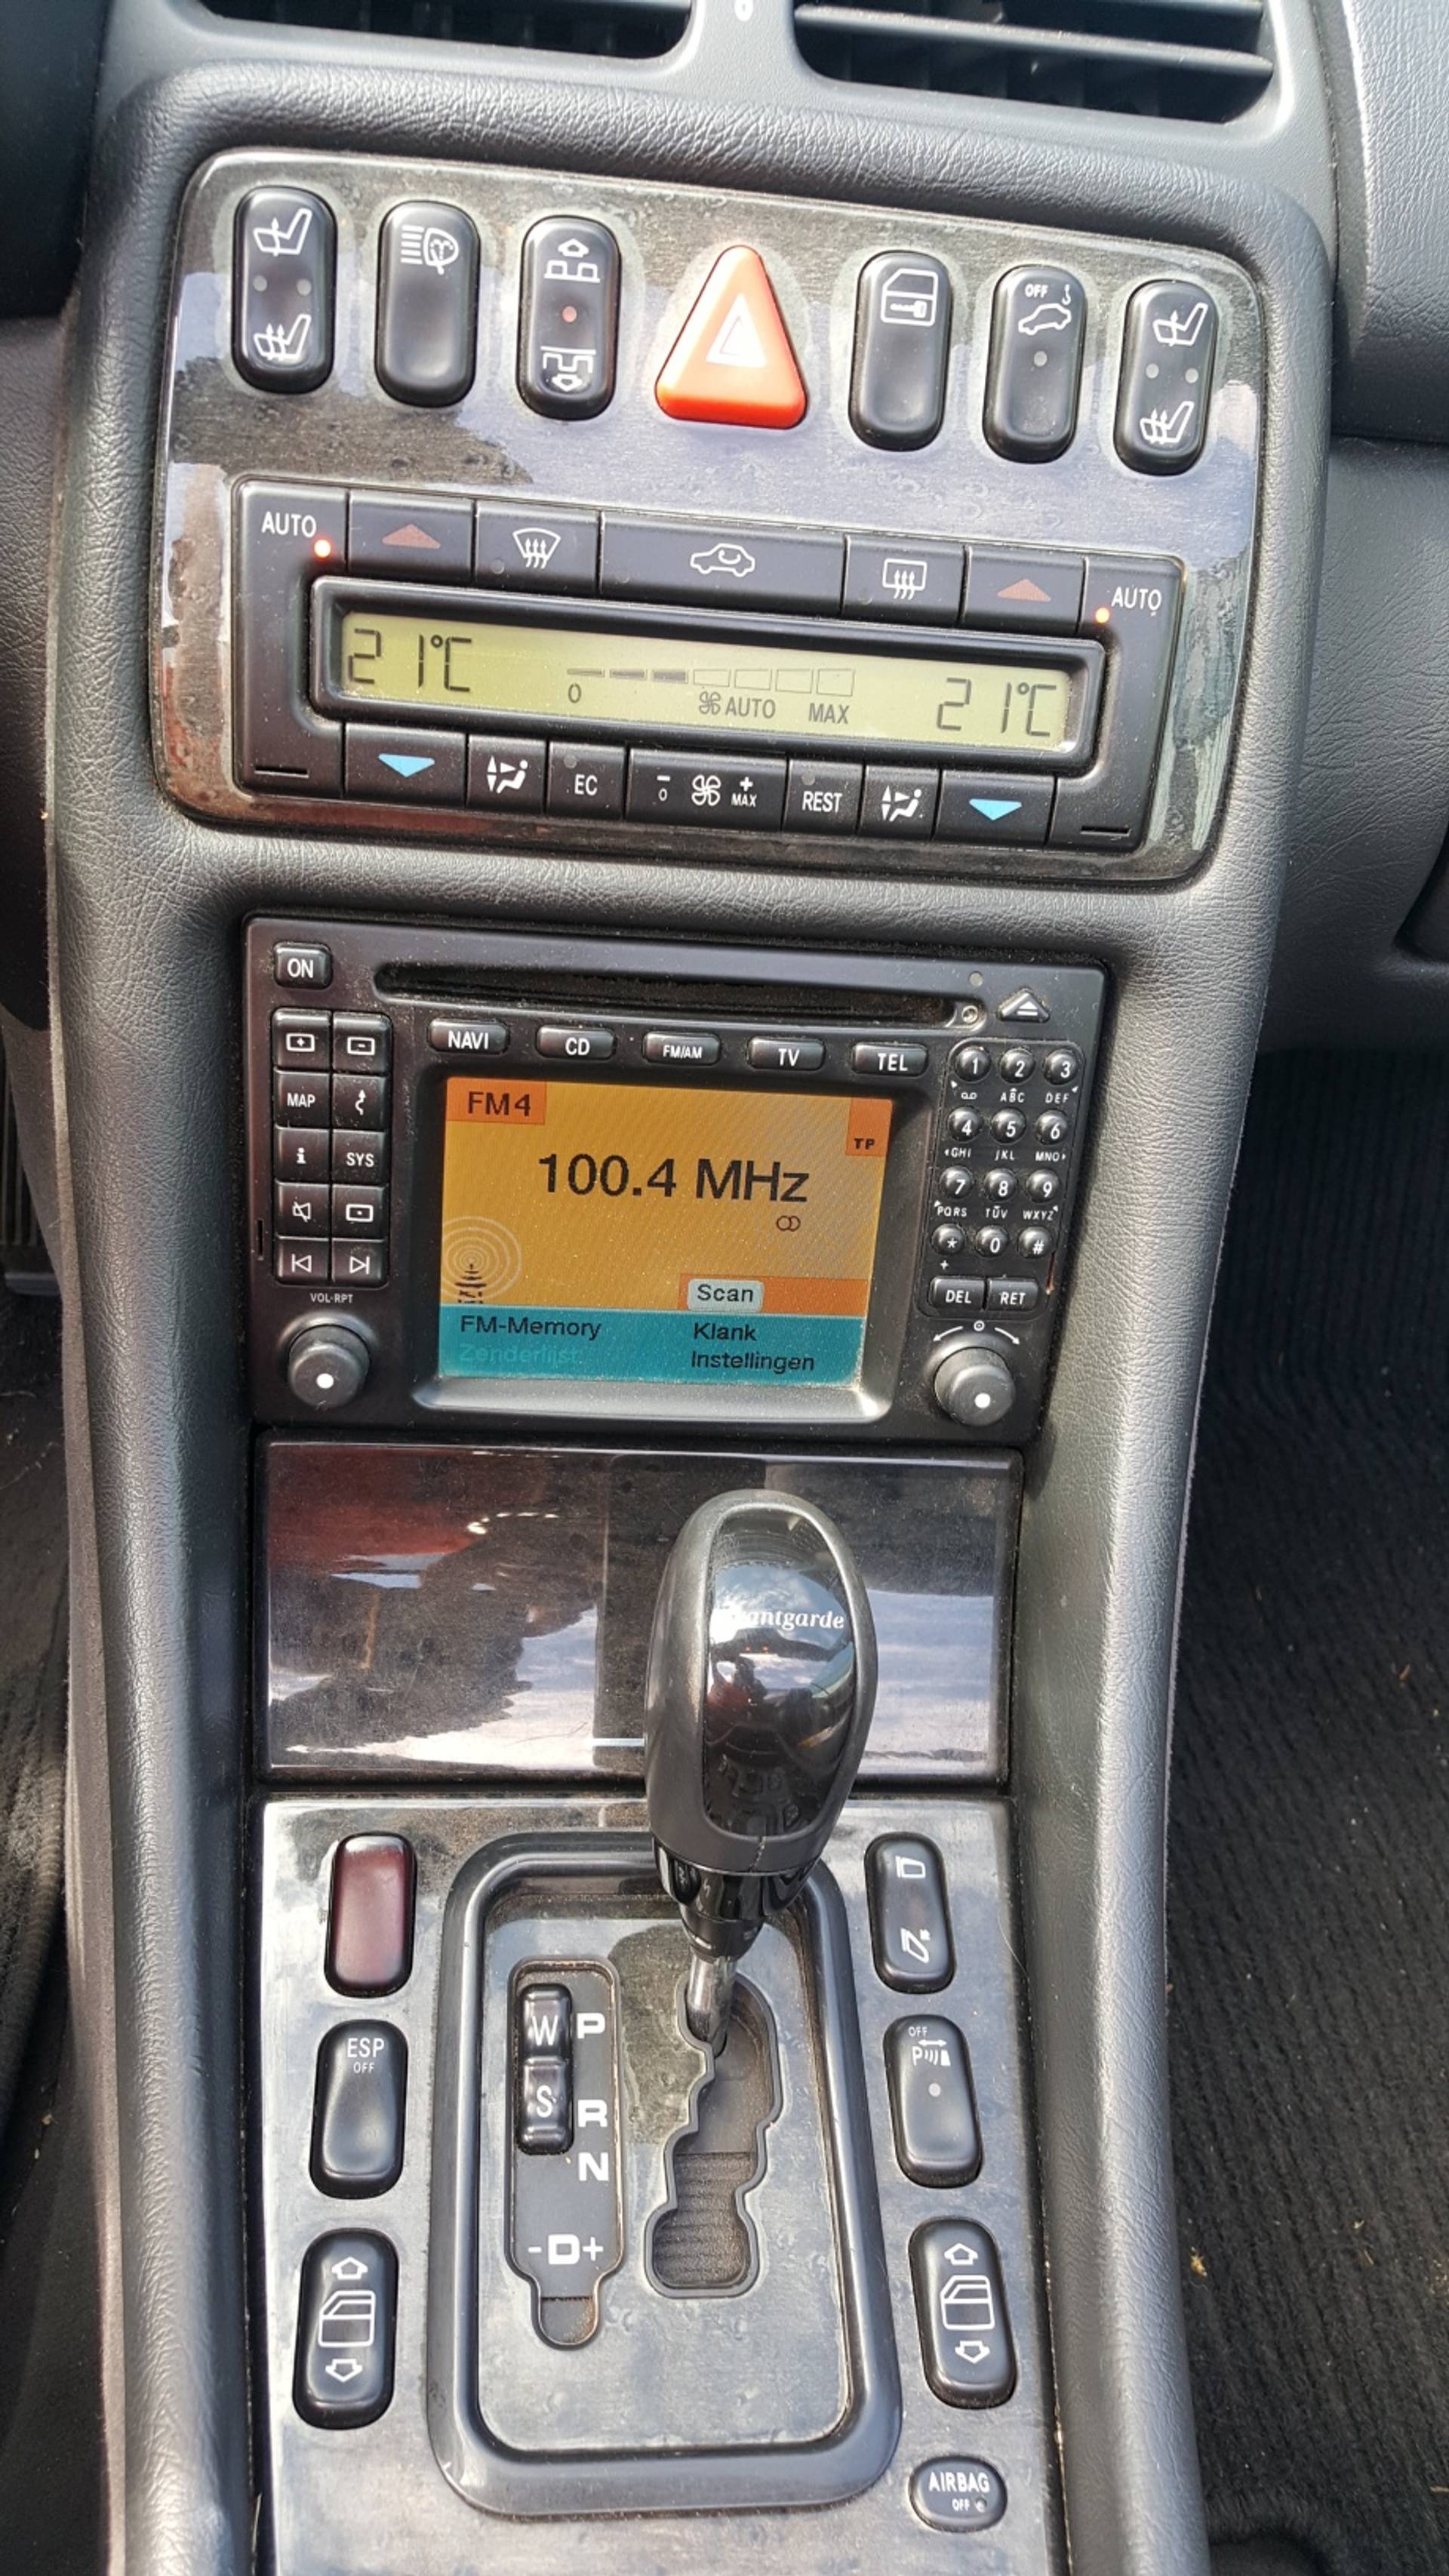 OFF
AUTO
AUTO
21°C
21°C
0
AUTO
MAX
EC
- 0
+ MAX
REST
ON
NAVI
CD
FM/AM
TV
TEL
MAP
i
SYS
VOL·RPT
FM4
TP
100.4 MHz
Scan
FM-Memory
Klank
Zenderlijst
Instellingen
1 2 3
ABC DEF
4 5 6
GHI JKL MNO
7 8 9
PQRS TÜV WXYZ
* 0 #
+
DEL RET
antgarde
ESP
OFF
W
P
S
R
N
-D+
OFF
P
AIRBAG
OFF